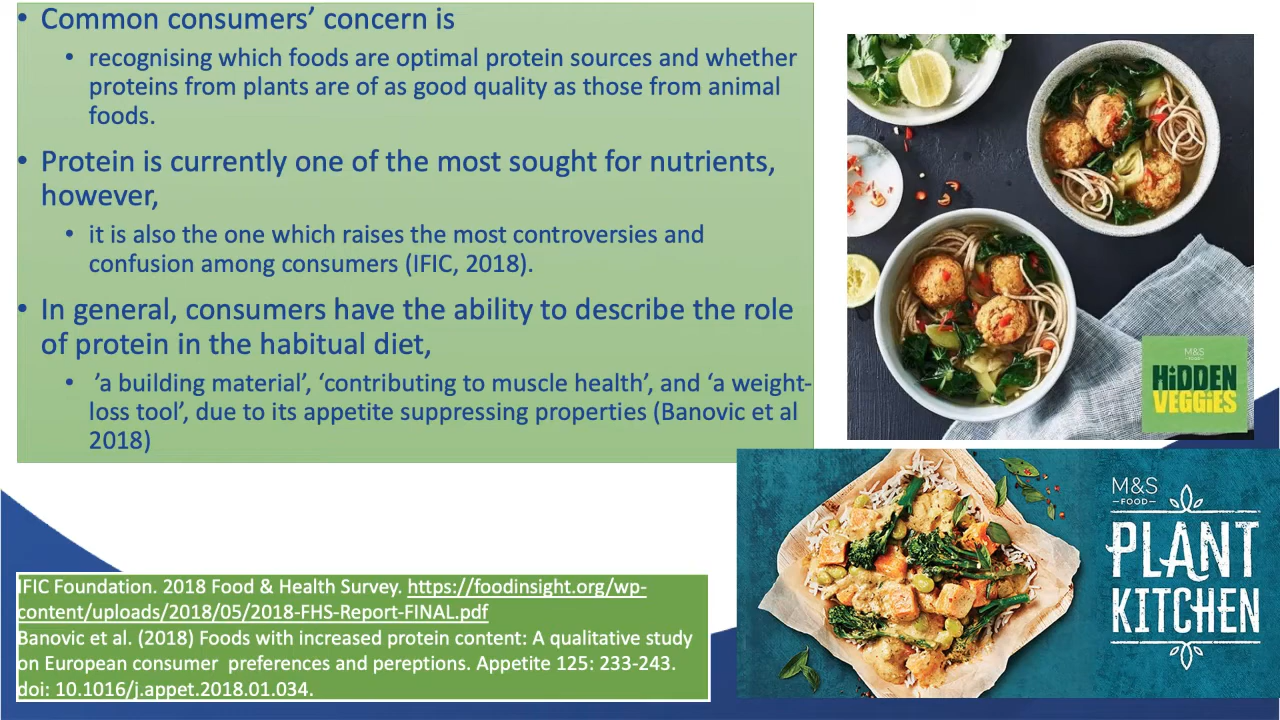 • Common consumers’ concern is
• recognising which foods are optimal protein sources and whether
proteins from plants are of as good quality as those from animal
foods.
• Protein is currently one of the most sought for nutrients,
however,
• it is also the one which raises the most controversies and
confusion among consumers (IFIC, 2018).
• In general, consumers have the ability to describe the role
of protein in the habitual diet,
• ’a building material’, ‘contributing to muscle health’, and ‘a weight-
loss tool’, due to its appetite suppressing properties (Banovic et al
2018)
M&S
FOOD
HiDDEN
VEGGiES
M&S
FOOD
PLANT
KITCHEN
IFIC Foundation. 2018 Food & Health Survey. https://foodinsight.org/wp-
content/uploads/2018/05/2018-FHS-Report-FINAL.pdf
Banovic et al. (2018) Foods with increased protein content: A qualitative study
on European consumer preferences and pereptions. Appetite 125: 233-243.
doi: 10.1016/j.appet.2018.01.034.